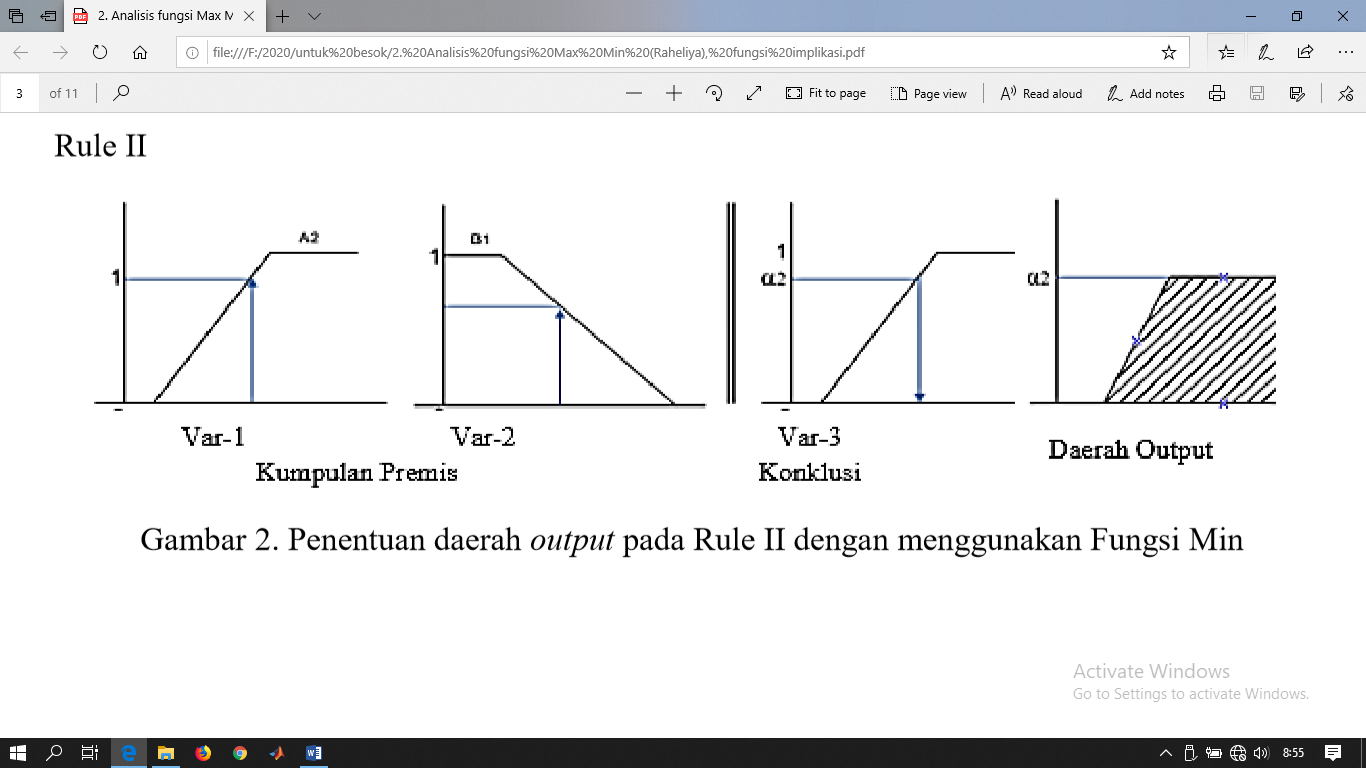 2. Analisis fungsi Max M
file:///F:/2020/untuk%20besok/2.%20Analisis%20fungsi%20Max%20Min%20(Raheliya),%20fungsi%20implikasi.pdf
3 of 11
Fit to page
Page view
Read aloud
Add notes
Rule II
A2
1
B1
1
1
α2
α2
Var-1
Var-2
Var-3
Daerah Output
Kumpulan Premis
Konklusi
Gambar 2. Penentuan daerah output pada Rule II dengan menggunakan Fungsi Min
Activate Windows
Go to Settings to activate Windows.
8:55